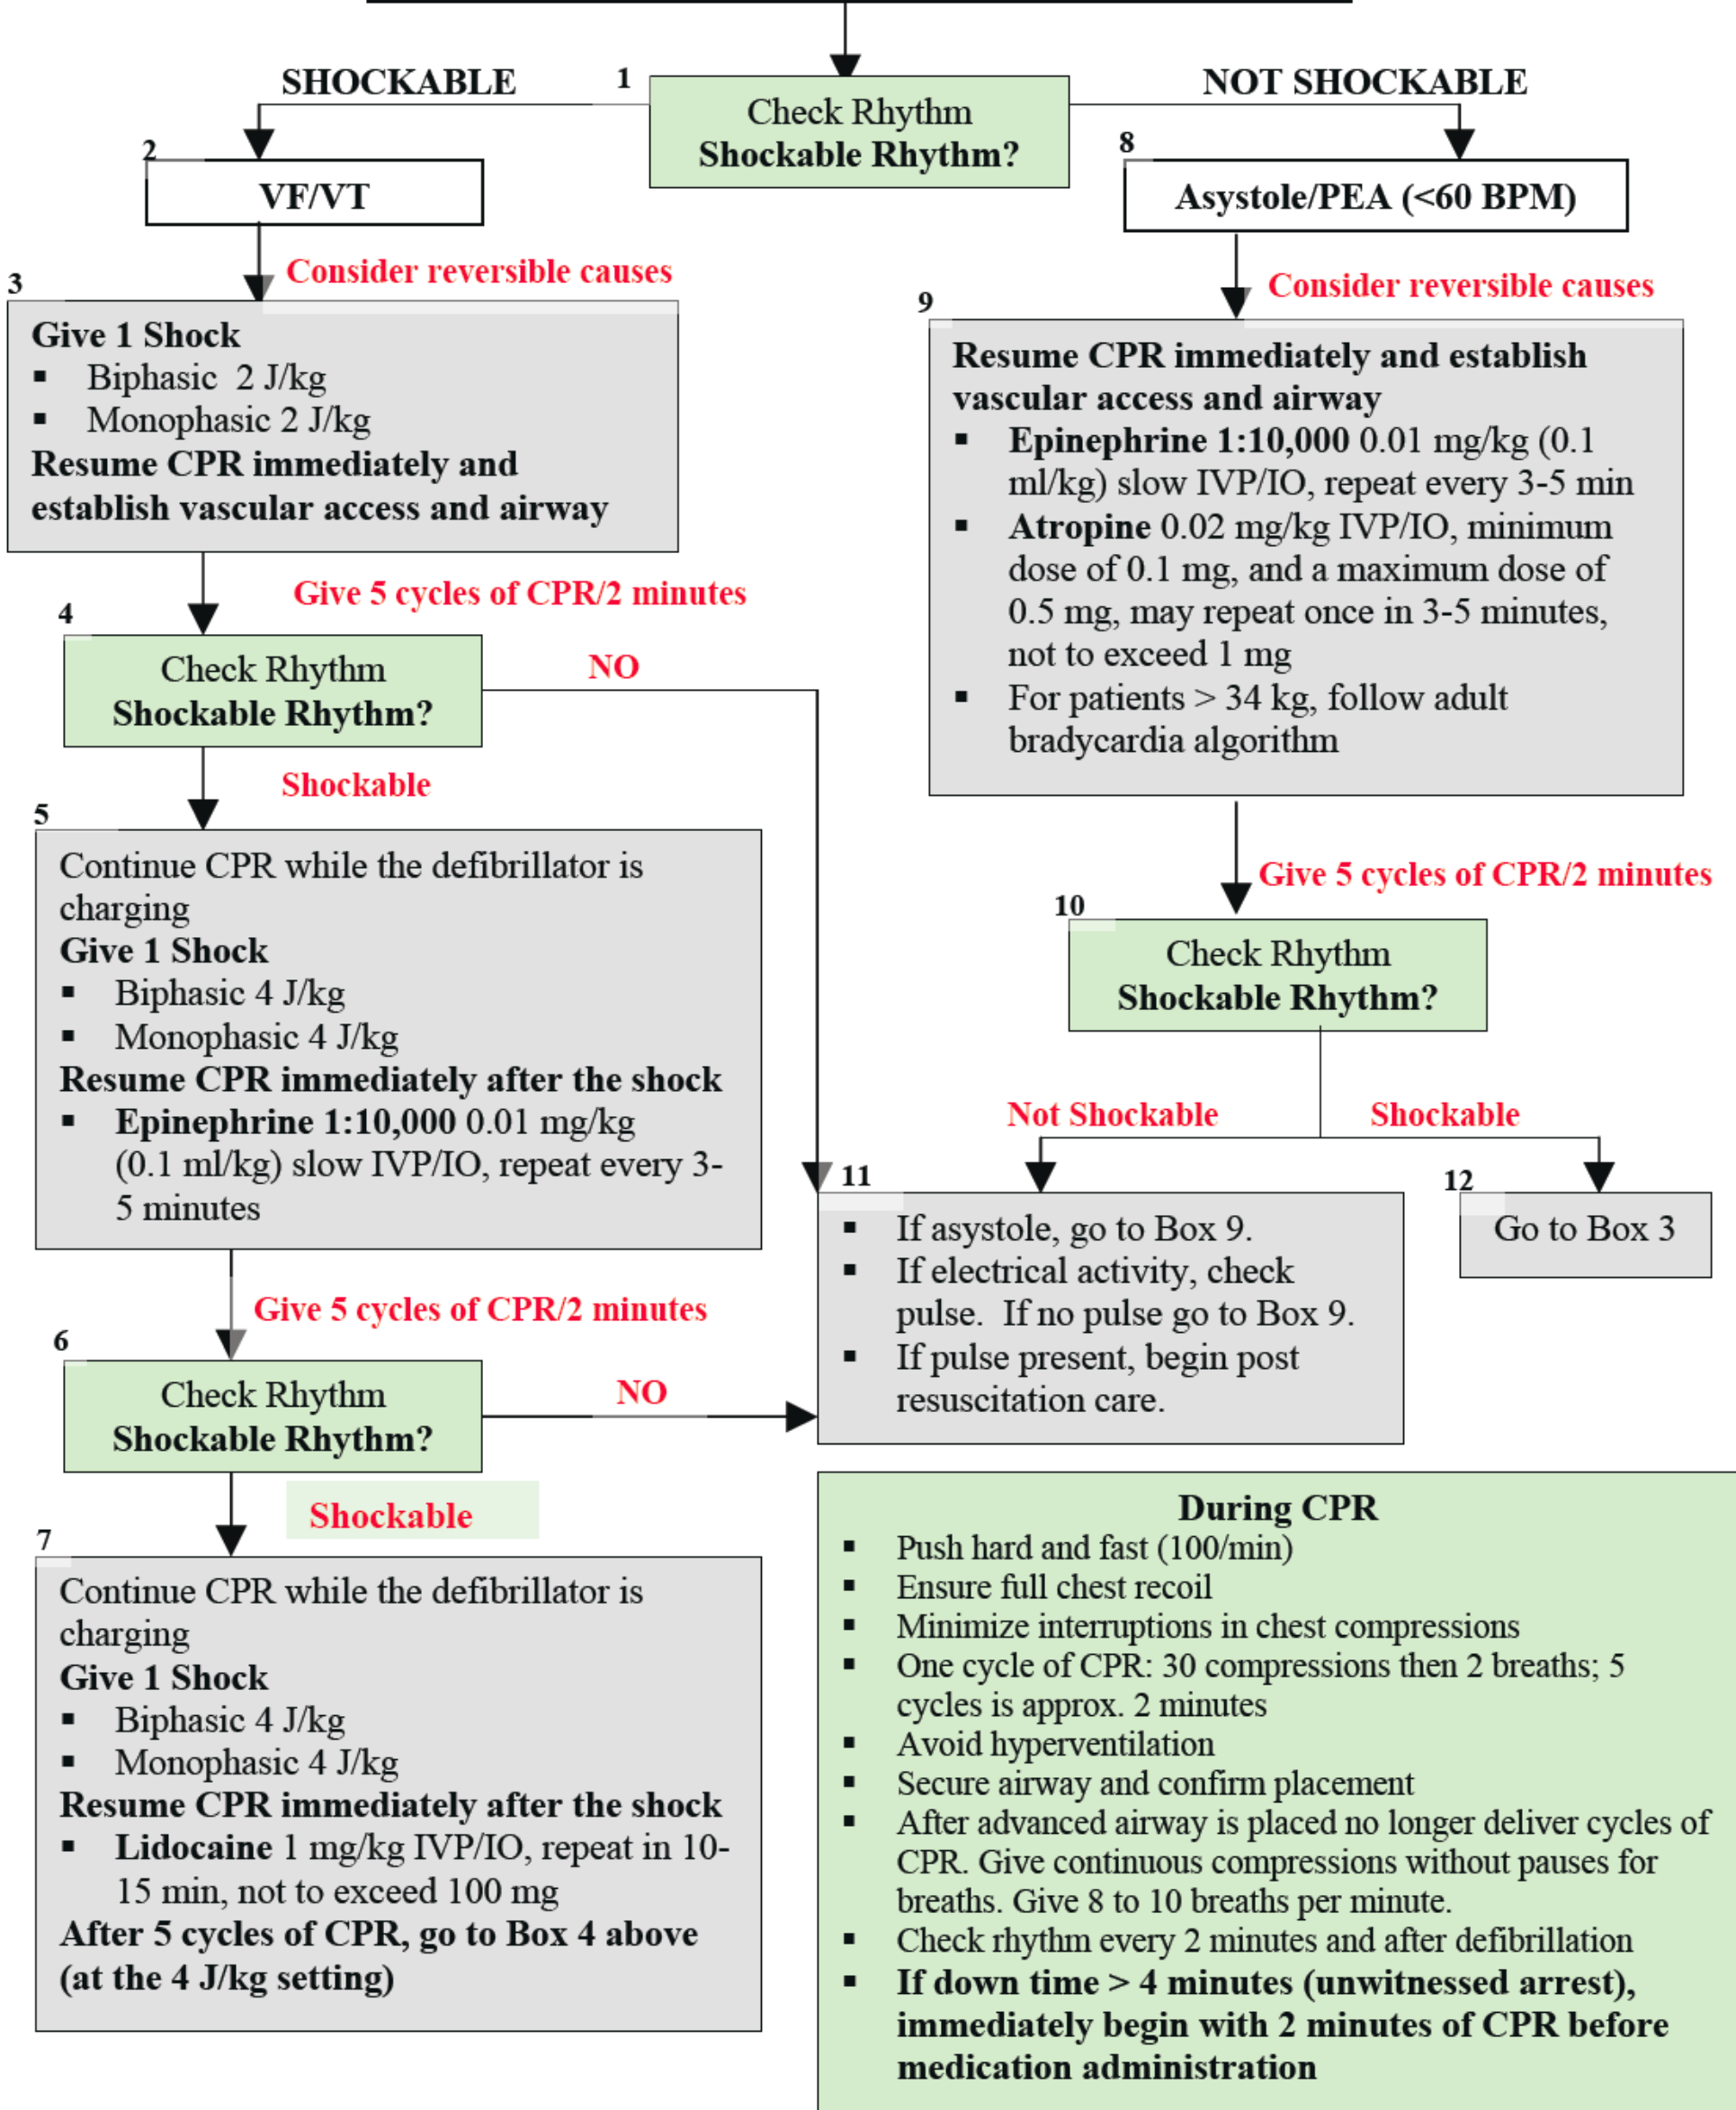 SHOCKABLE
1
NOT SHOCKABLE
Check Rhythm
Shockable Rhythm?
2
VF/VT
8
Asystole/PEA (<60 BPM)
Consider reversible causes
3
Give 1 Shock
▪ Biphasic  2 J/kg
▪ Monophasic 2 J/kg
Resume CPR immediately and
establish vascular access and airway
Give 5 cycles of CPR/2 minutes
4
Check Rhythm
Shockable Rhythm?
NO
Shockable
5
Continue CPR while the defibrillator is
charging
Give 1 Shock
▪ Biphasic 4 J/kg
▪ Monophasic 4 J/kg
Resume CPR immediately after the shock
▪ Epinephrine 1:10,000 0.01 mg/kg
(0.1 ml/kg) slow IVP/IO, repeat every 3-
5 minutes
Give 5 cycles of CPR/2 minutes
6
Check Rhythm
Shockable Rhythm?
NO
Shockable
7
Continue CPR while the defibrillator is
charging
Give 1 Shock
▪ Biphasic 4 J/kg
▪ Monophasic 4 J/kg
Resume CPR immediately after the shock
▪ Lidocaine 1 mg/kg IVP/IO, repeat in 10-
15 min, not to exceed 100 mg
After 5 cycles of CPR, go to Box 4 above
(at the 4 J/kg setting)
Consider reversible causes
9
Resume CPR immediately and establish
vascular access and airway
▪ Epinephrine 1:10,000 0.01 mg/kg (0.1
ml/kg) slow IVP/IO, repeat every 3-5 min
▪ Atropine 0.02 mg/kg IVP/IO, minimum
dose of 0.1 mg, and a maximum dose of
0.5 mg, may repeat once in 3-5 minutes,
not to exceed 1 mg
▪ For patients > 34 kg, follow adult
bradycardia algorithm
Give 5 cycles of CPR/2 minutes
10
Check Rhythm
Shockable Rhythm?
Not Shockable
Shockable
11
▪ If asystole, go to Box 9.
▪ If electrical activity, check
pulse.  If no pulse go to Box 9.
▪ If pulse present, begin post
resuscitation care.
12
Go to Box 3
During CPR
▪ Push hard and fast (100/min)
▪ Ensure full chest recoil
▪ Minimize interruptions in chest compressions
▪ One cycle of CPR: 30 compressions then 2 breaths; 5
cycles is approx. 2 minutes
▪ Avoid hyperventilation
▪ Secure airway and confirm placement
▪ After advanced airway is placed no longer deliver cycles of
CPR. Give continuous compressions without pauses for
breaths. Give 8 to 10 breaths per minute.
▪ Check rhythm every 2 minutes and after defibrillation
▪ If down time > 4 minutes (unwitnessed arrest),
immediately begin with 2 minutes of CPR before
medication administration